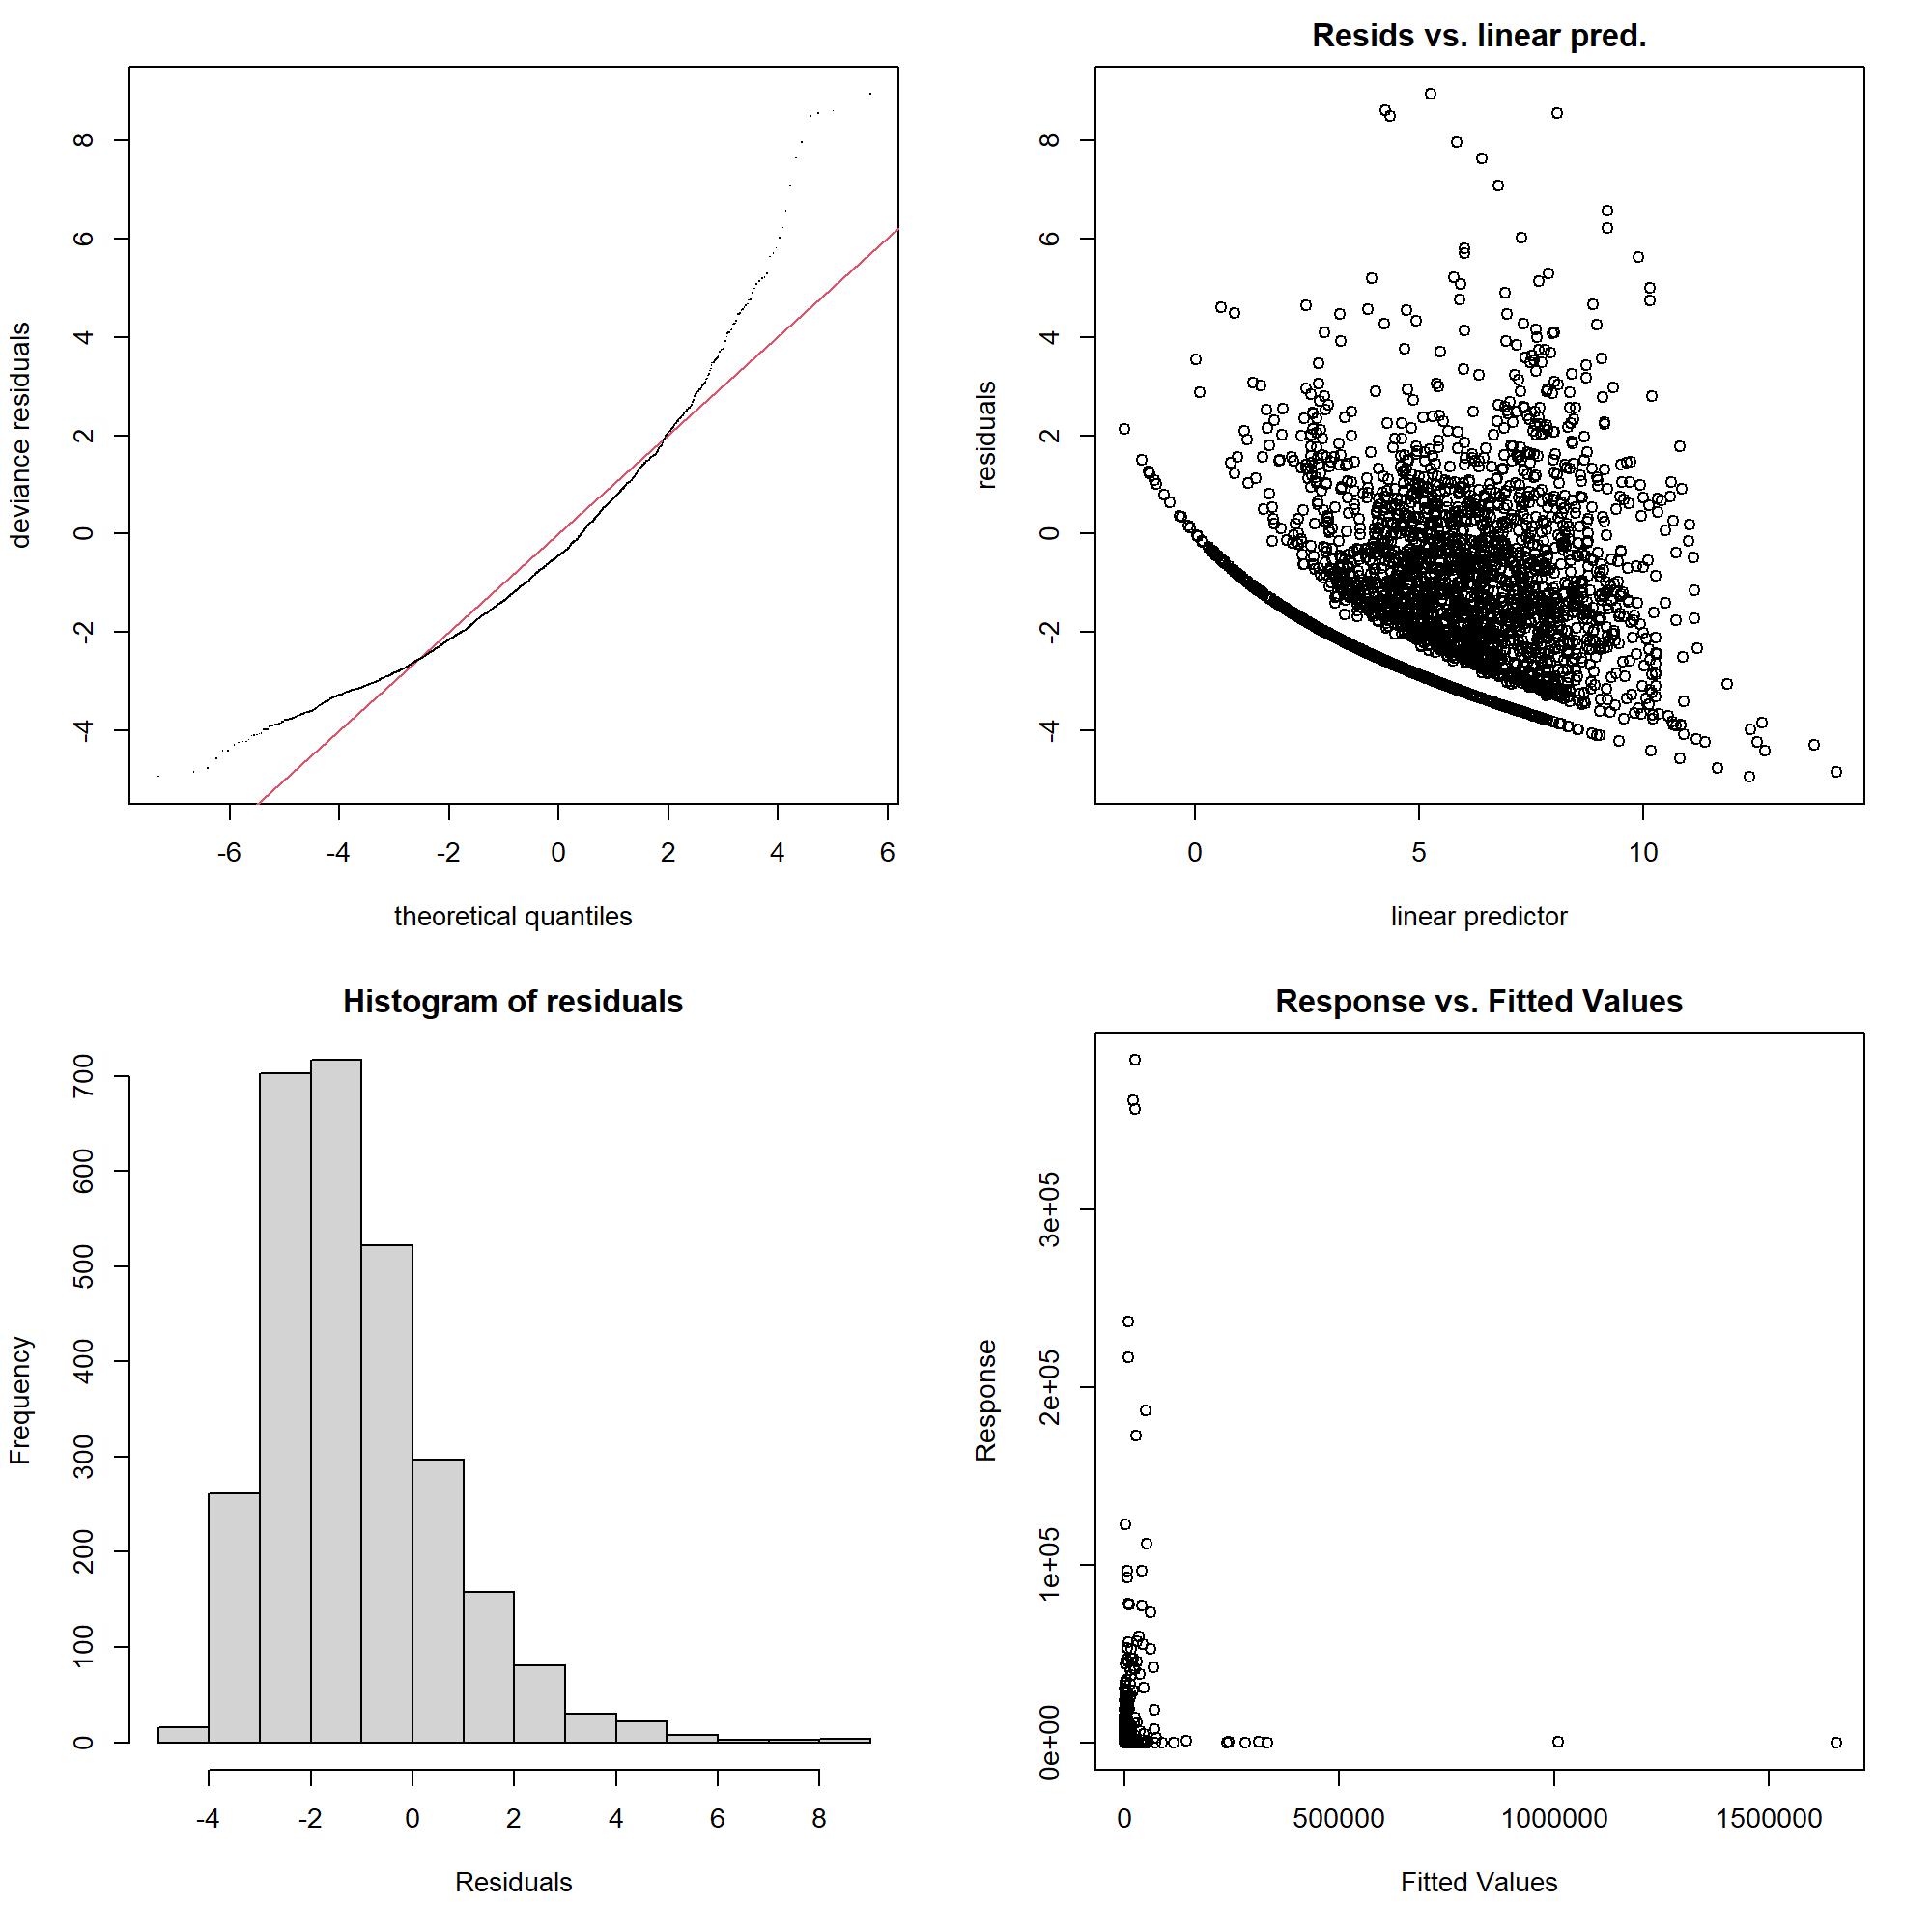 deviance residuals
8
6
4
2
0
-2
-4
-6 -4 -2 0 2 4 6
theoretical quantiles
Resids vs. linear pred.
residuals
8
6
4
2
0
-2
-4
0 5 10
linear predictor
Histogram of residuals
Frequency
700
600
500
400
300
200
100
0
-4 -2 0 2 4 6 8
Residuals
Response vs. Fitted Values
Response
3e+05
2e+05
1e+05
0e+00
0 500000 1000000 1500000
Fitted Values